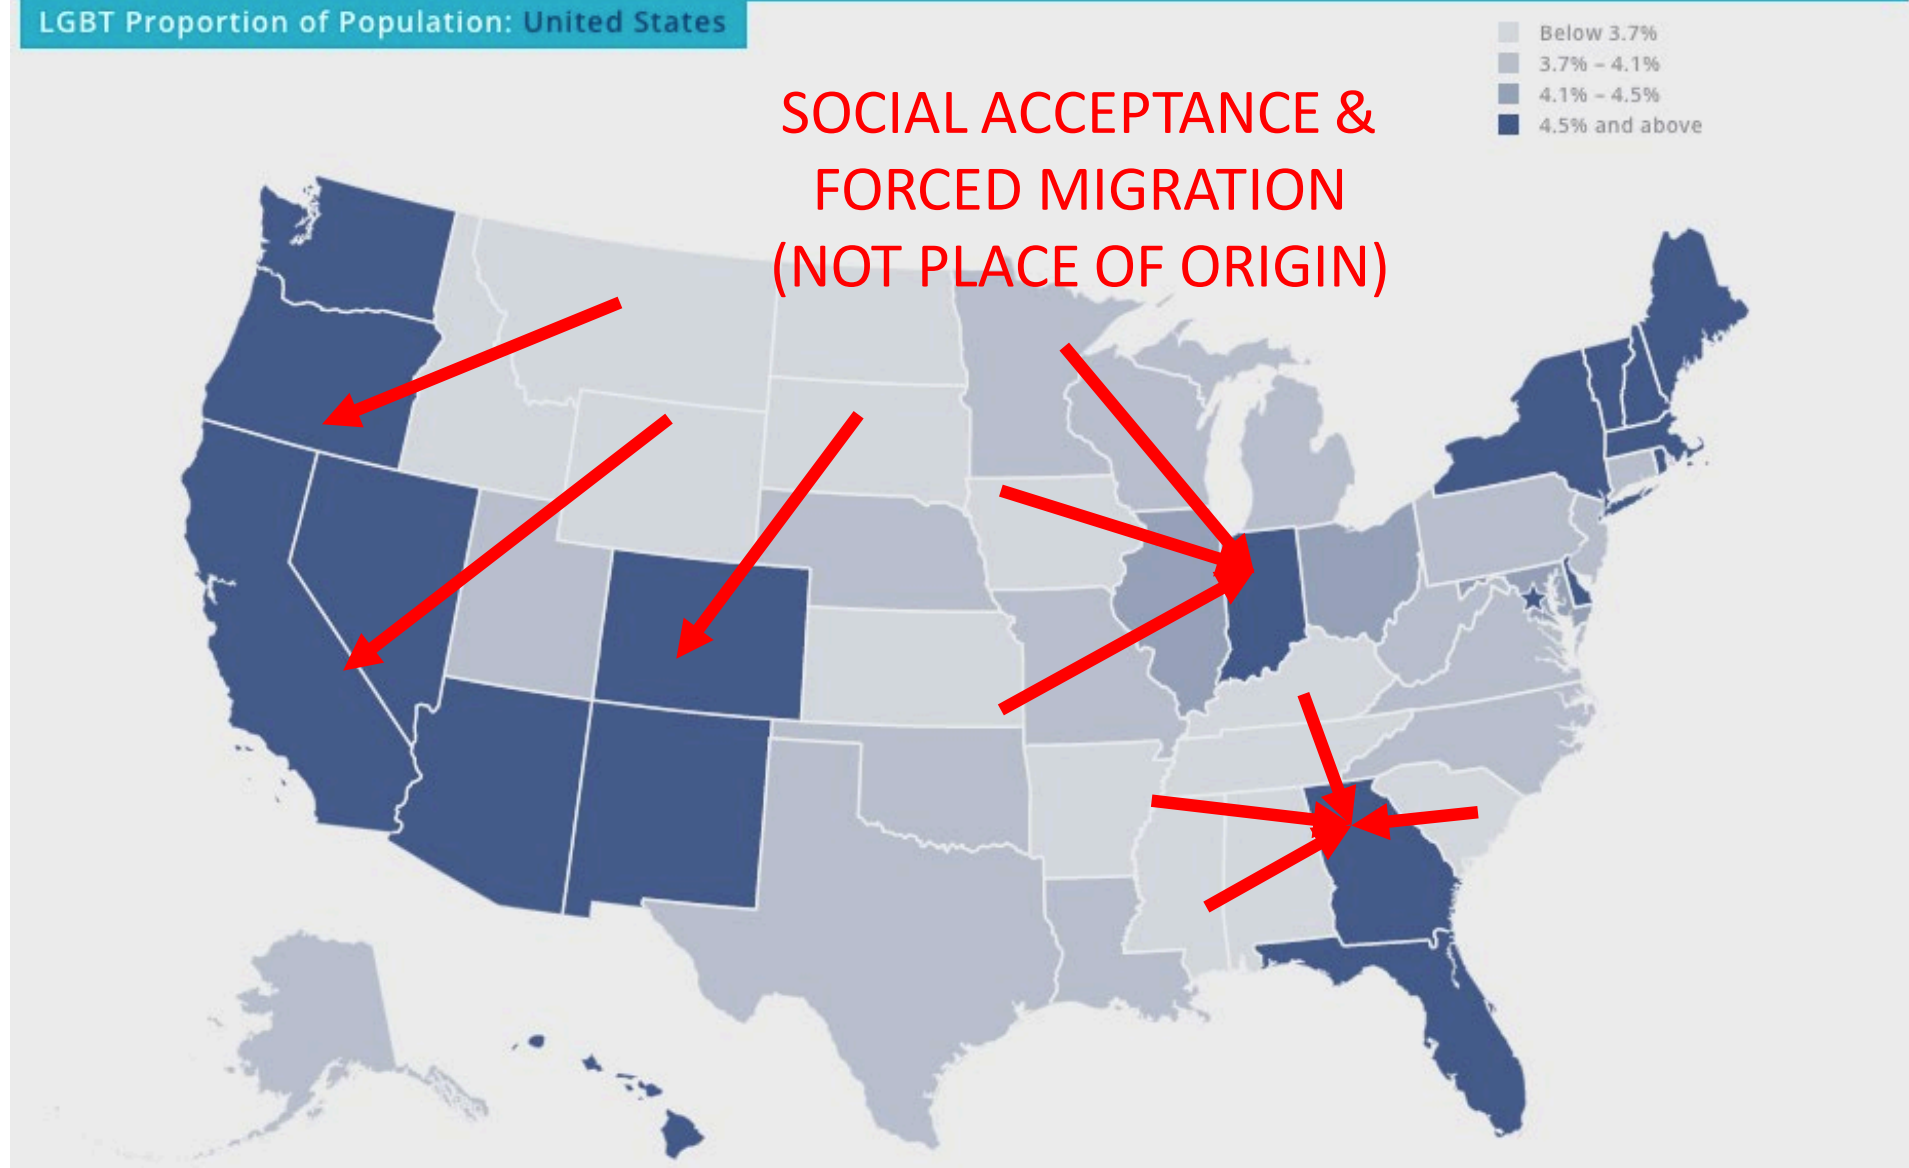 LGBT Proportion of Population: United States
Below 3.7%
3.7% – 4.1%
4.1% – 4.5%
4.5% and above
SOCIAL ACCEPTANCE &
FORCED MIGRATION
(NOT PLACE OF ORIGIN)